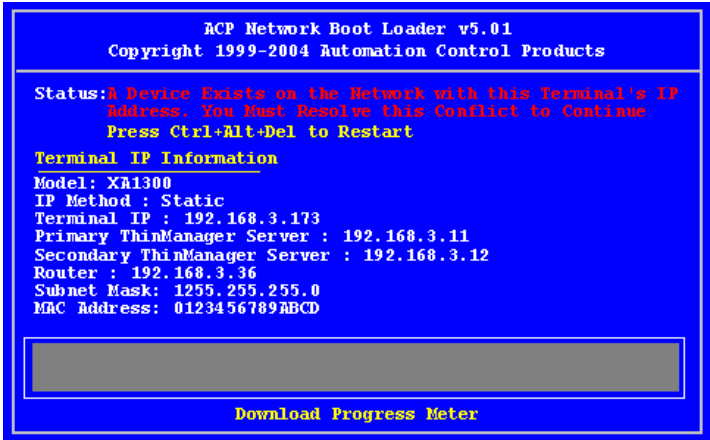 ACP Network Boot Loader v5.01
Copyright 1999-2004 Automation Control Products
Status:A Device Exists on the Network with this Terminal's IP
Address. You Must Resolve this Conflict to Continue
Press Ctrl+Alt+Del to Restart
Terminal IP Information
Model: XA1300
IP Method : Static
Terminal IP : 192.168.3.173
Primary ThinManager Server : 192.168.3.11
Secondary ThinManager Server : 192.168.3.12
Router : 192.168.3.36
Subnet Mask: 1255.255.255.0
MAC Address: 0123456789ABCD
Download Progress Meter